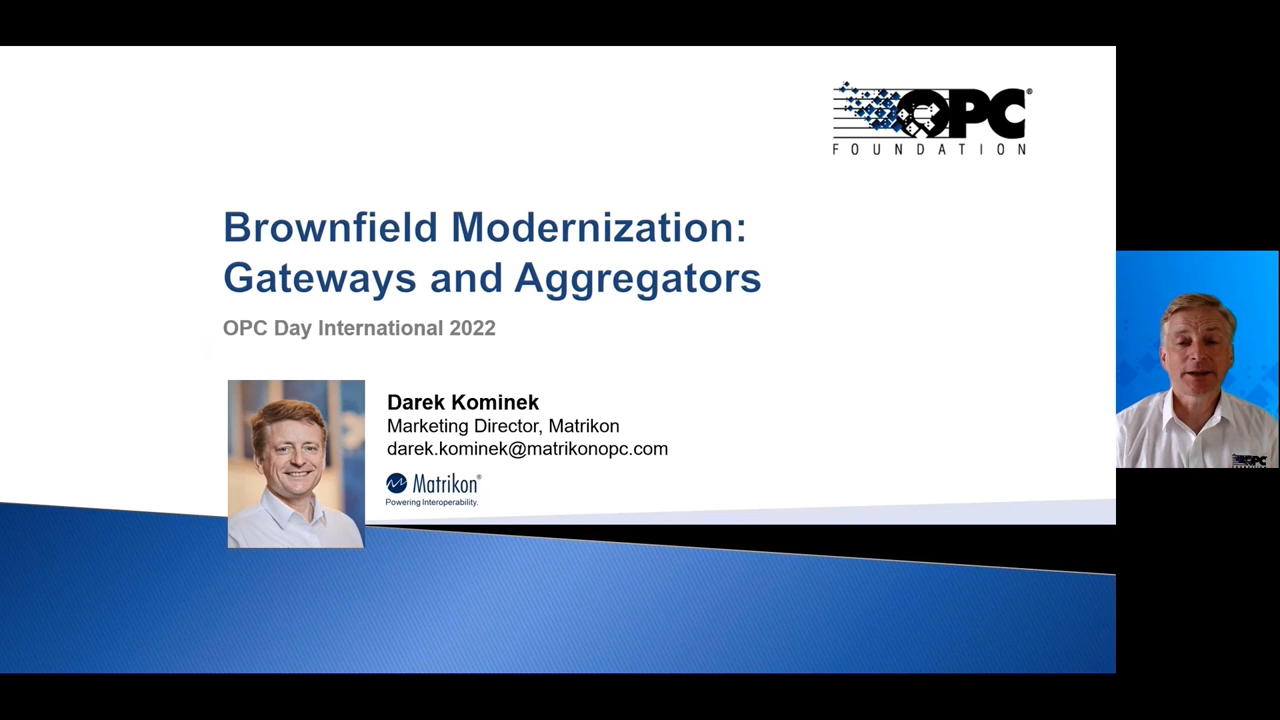 OPC®
FOUNDATION
Brownfield Modernization:
Gateways and Aggregators
OPC Day International 2022
Darek Kominek
Marketing Director, Matrikon
darek.kominek@matrikonopc.com
Matrikon®
Powering Interoperability.
OPC